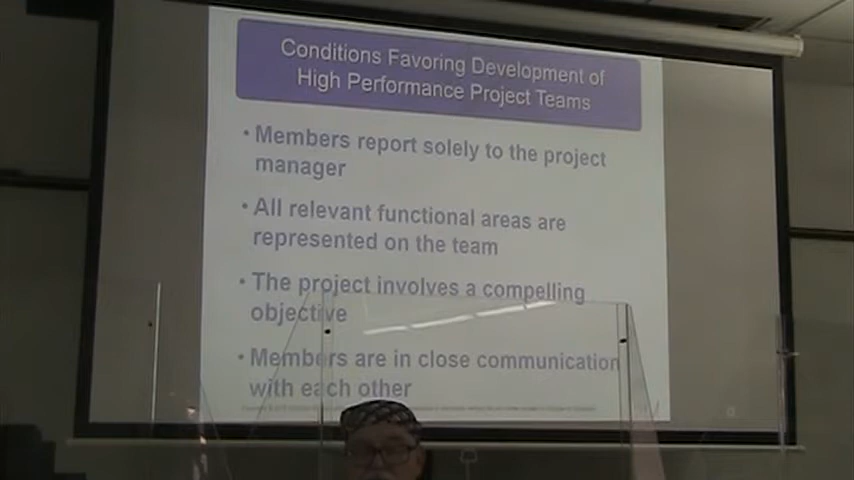 Conditions Favoring Development of
High Performance Project Teams
• Members report solely to the project
manager
• All relevant functional areas are
represented on the team
• The project involves a compelling
objective
• Members are in close communication
with each other